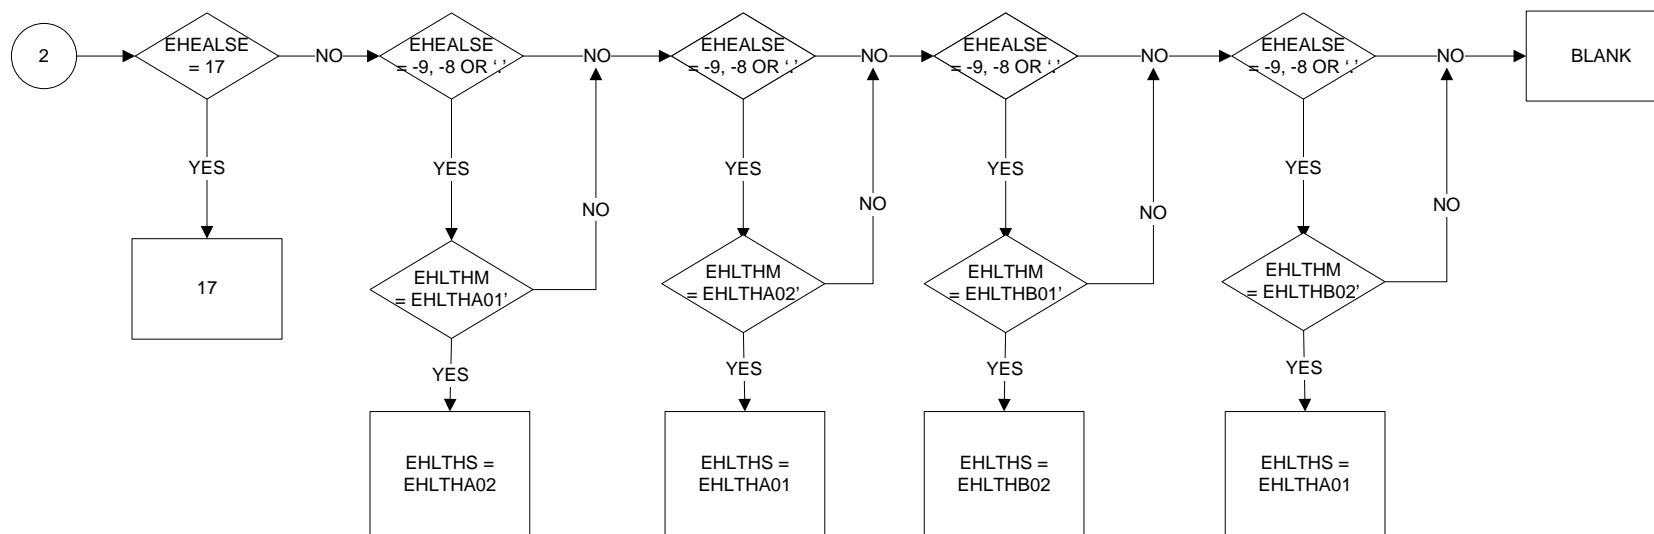 2
EHEALSE
= 17
NO
EHEALSE
= -9, -8 OR ‘.’
NO
EHEALSE
= -9, -8 OR ‘.’
NO
EHEALSE
= -9, -8 OR ‘.’
NO
EHEALSE
= -9, -8 OR ‘.’
NO
BLANK
YES
YES
YES
YES
YES
NO
NO
NO
NO
17
EHLTHM
= EHLTHA01’
EHLTHM
= EHLTHA02’
EHLTHM
= EHLTHB01’
EHLTHM
= EHLTHB02’
YES
YES
YES
YES
EHLTHS =
EHLTHA02
EHLTHS =
EHLTHA01
EHLTHS =
EHLTHB02
EHLTHS =
EHLTHA01